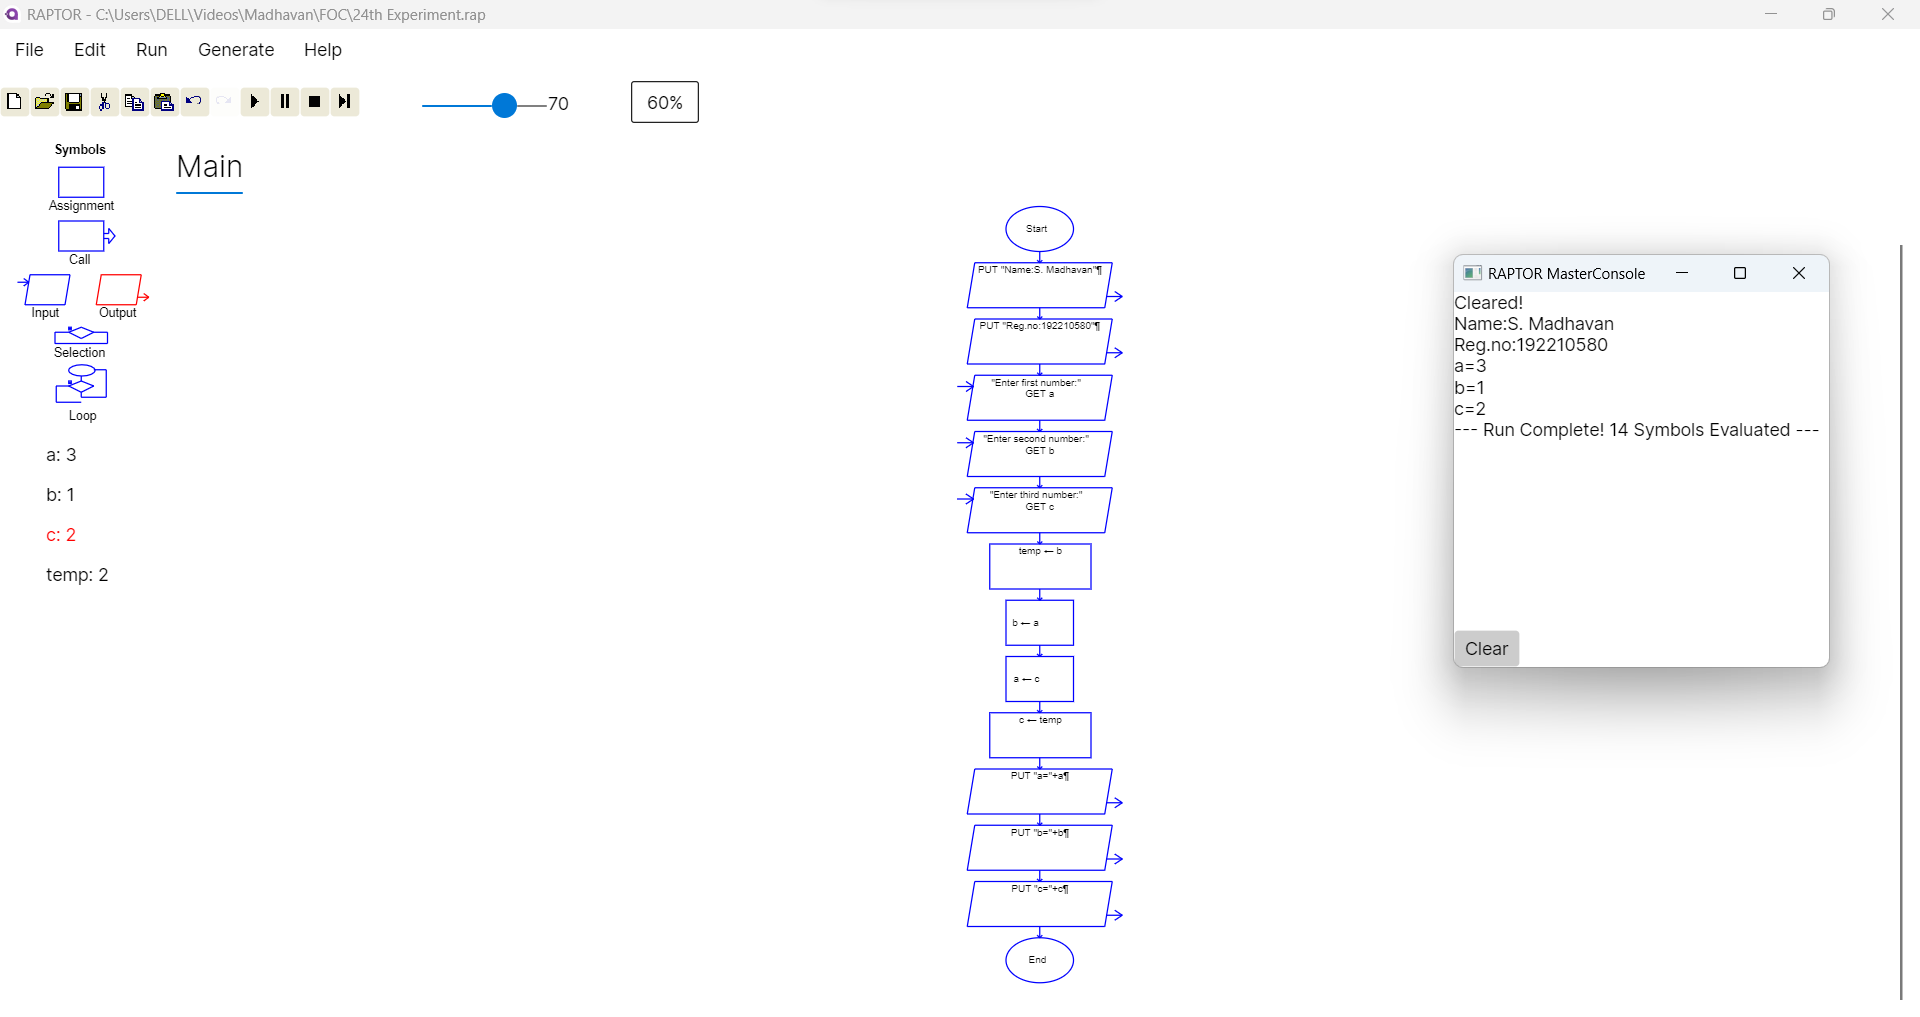 RAPTOR - C:\Users\DELL\Videos\Madhavan\FOC\24th Experiment.rap
File Edit Run Generate Help
70
60%
Symbols
Assignment
Call
Input Output
Selection
Loop
a: 3
b: 1
c: 2
temp: 2
Main
Start
PUT "Name:S. Madhavan"¶
PUT "Reg.no:192210580"¶
"Enter first number:"
GET a
"Enter second number:"
GET b
"Enter third number:"
GET c
temp ← b
b ← a
a ← c
c ← temp
PUT "a="+a¶
PUT "b="+b¶
PUT "c="+c¶
End
RAPTOR MasterConsole
Cleared!
Name:S. Madhavan
Reg.no:192210580
a=3
b=1
c=2
--- Run Complete! 14 Symbols Evaluated ---
Clear